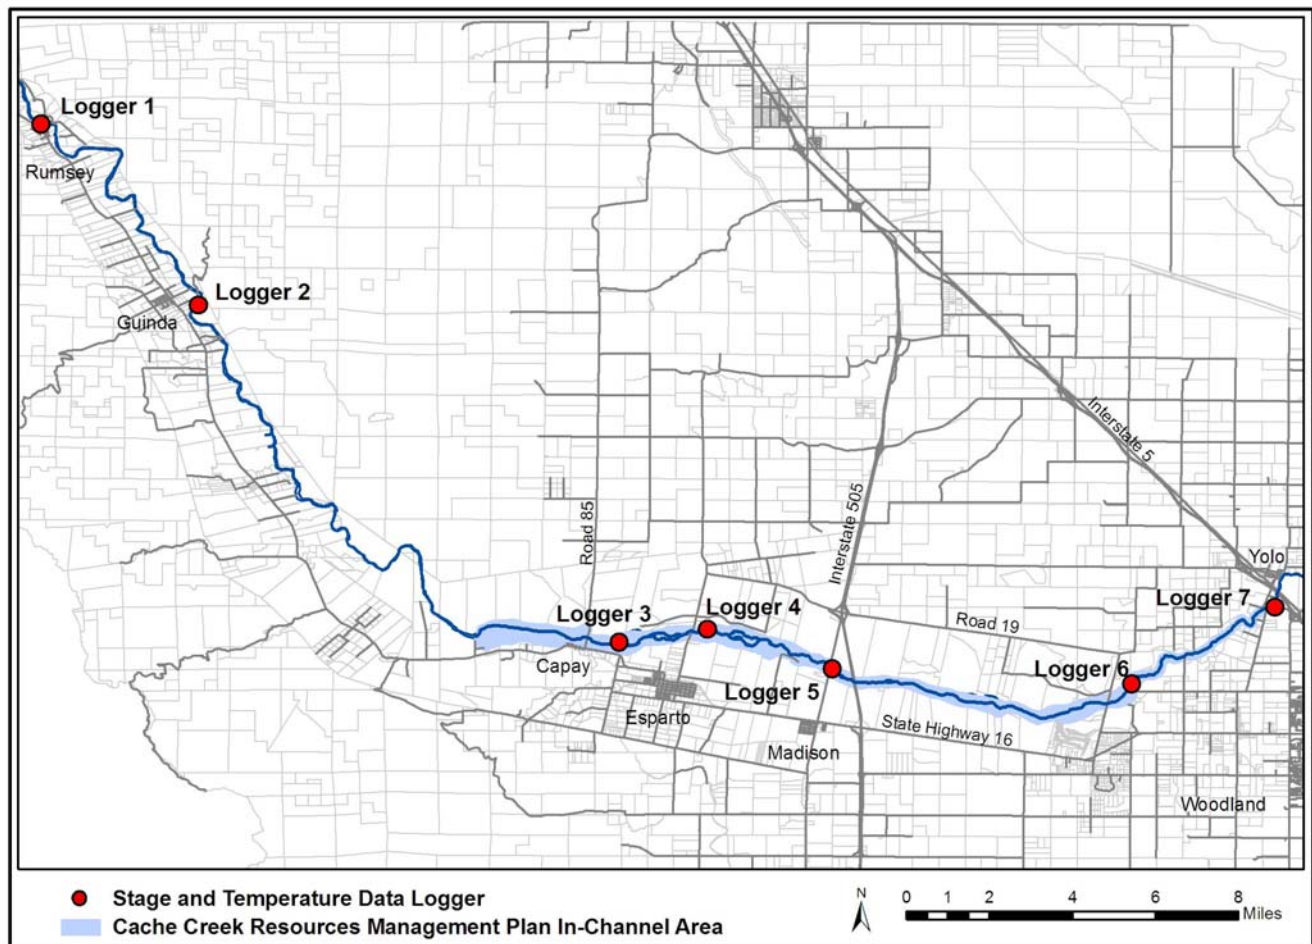 Logger 1
Rumsey
Logger 2
Guinda
Interstate 5
Road 85
Interstate 505
Yolo
Logger 3
Logger 4
Logger 7
Road 19
Capay
Logger 5
Logger 6
Esparto
State Highway 16
Madison
Woodland
Stage and Temperature Data Logger
Cache Creek Resources Management Plan In-Channel Area
N
0 1 2 4 6 8
Miles